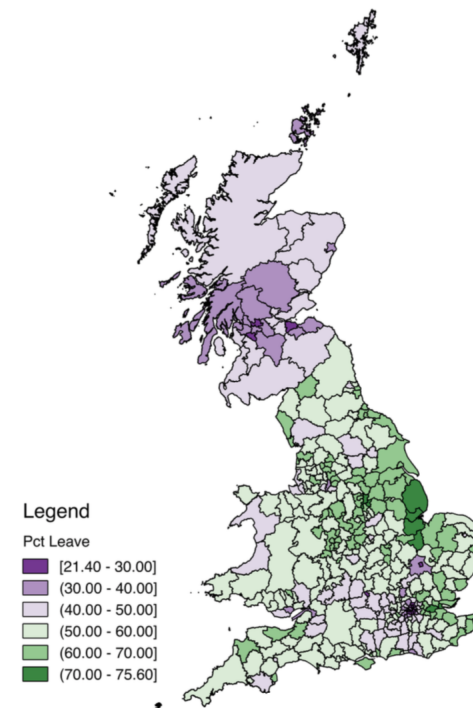 Legend
Pct Leave
[21.40 - 30.00]
(30.00 - 40.00]
(40.00 - 50.00]
(50.00 - 60.00]
(60.00 - 70.00]
(70.00 - 75.60]